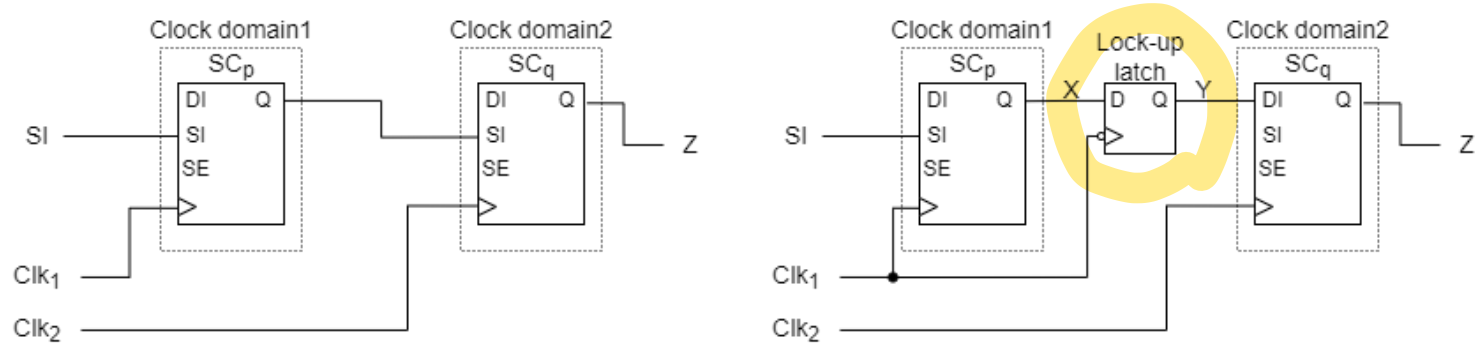 Clock domain1
SCp
DI Q
SI
SE
SI
Clk1
Clk2
Clock domain2
SCq
DI Q
SI
SE
Z
Clock domain1
SCp
DI Q
SI
SE
SI
Clk1
Clk2
X
Lock-up
latch
D Q
Y
Clock domain2
SCq
DI Q
SI
SE
Z